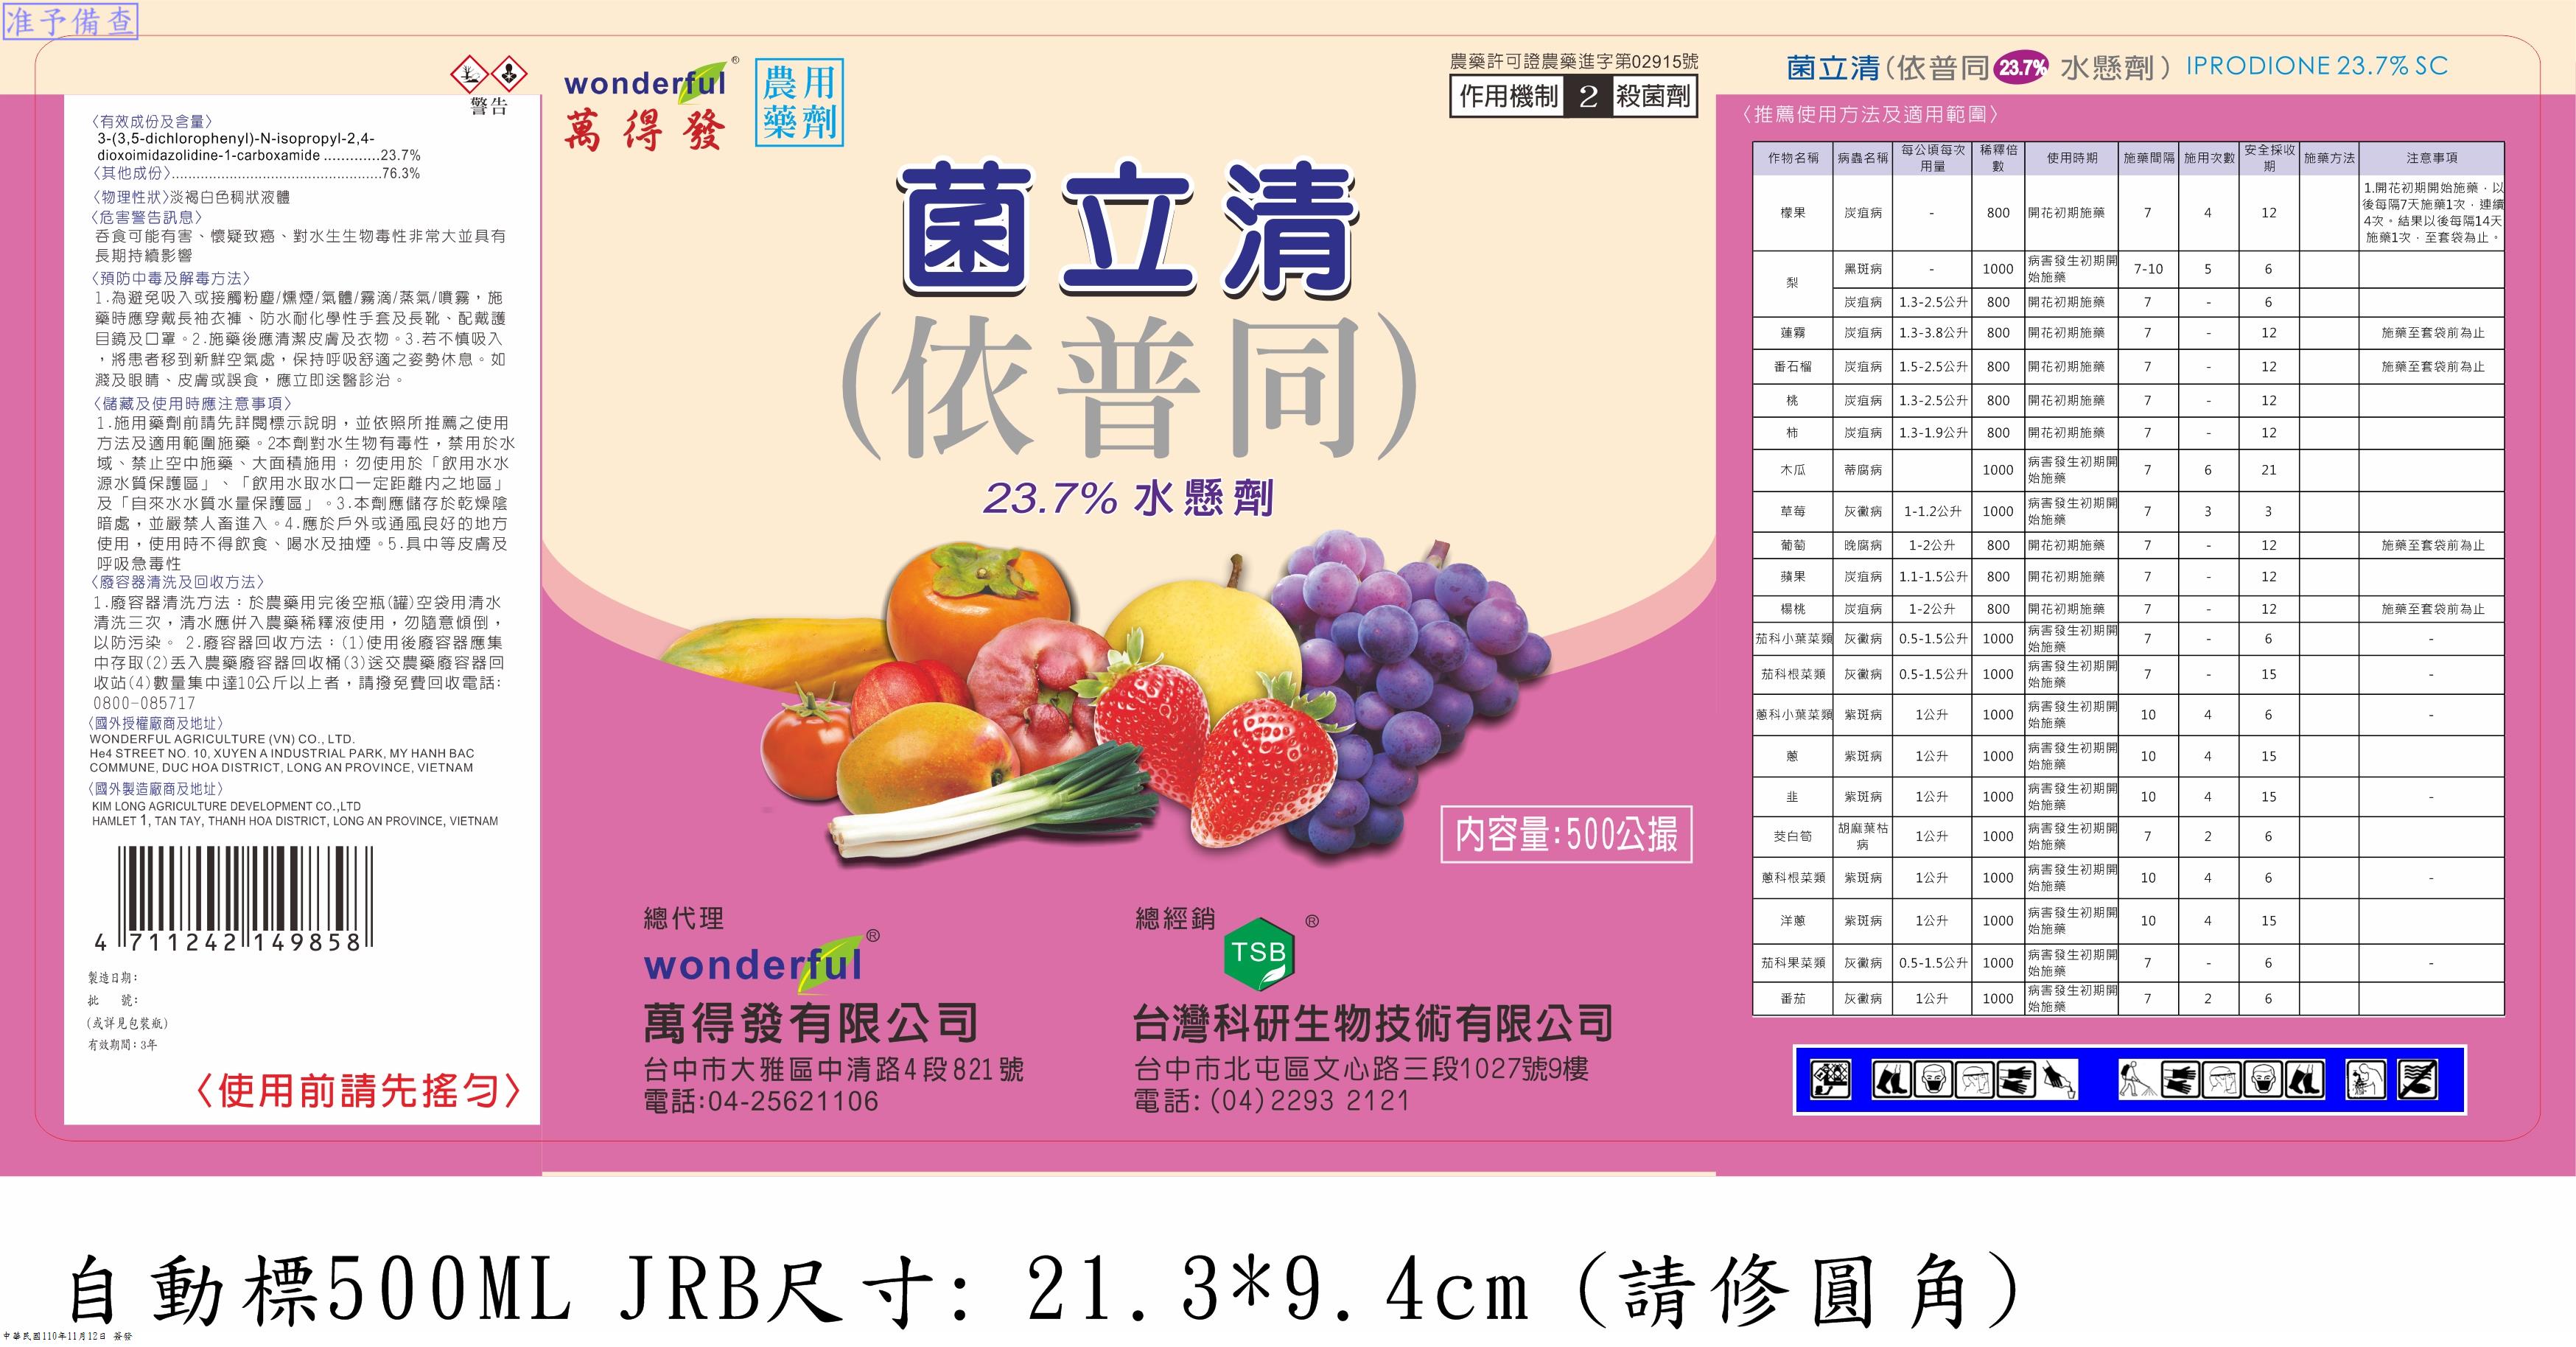 准予備查
警告
〈有效成份及含量〉
3-(3,5-dichlorophenyl)-N-isopropyl-2,4-
dioxoimidazolidine-1-carboxamide .............23.7%
〈其他成份〉................................................76.3%
〈物理性狀〉淡褐白色稠狀液體
〈危害警告訊息〉
吞食可能有害、懷疑致癌、對水生生物毒性非常大並具有
長期持續影響
〈預防中毒及解毒方法〉
1.為避免吸入或接觸粉塵/燻煙/氣體/霧滴/蒸氣/噴霧，施
藥時應穿戴長袖衣褲、防水耐化學性手套及長靴、配戴護
目鏡及口罩。2.施藥後應清潔皮膚及衣物。3.若不慎吸入
，將患者移到新鮮空氣處，保持呼吸舒適之姿勢休息。如
濺及眼睛、皮膚或誤食，應立即送醫診治。
〈儲藏及使用時應注意事項〉
1.施用藥劑前請先詳閱標示說明，並依照所推薦之使用
方法及適用範圍施藥。2本劑對水生物有毒性，禁用於水
域、禁止空中施藥、大面積施用；勿使用於「飲用水水
源水質保護區」、「飲用水取水口一定距離內之地區」
及「自來水水質水量保護區」。3.本劑應儲存於乾燥陰
暗處，並嚴禁人畜進入。4.應於戶外或通風良好的地方
使用，使用時不得飲食、喝水及抽煙。5.具中等皮膚及
呼吸急毒性
〈廢容器清洗及回收方法〉
1.廢容器清洗方法：於農藥用完後空瓶(罐)空袋用清水
清洗三次，清水應併入農藥稀釋液使用，勿隨意傾倒，
以防污染。 2.廢容器回收方法：(1)使用後廢容器應集
中存取(2)丟入農藥廢容器回收桶(3)送交農藥廢容器回
收站(4)數量集中達10公斤以上者，請撥免費回收電話:
0800-085717
〈國外授權廠商及地址〉
WONDERFUL AGRICULTURE (VN) CO., LTD.
He4 STREET NO. 10, XUYEN A INDUSTRIAL PARK, MY HANH BAC
COMMUNE, DUC HOA DISTRICT, LONG AN PROVINCE, VIETNAM
〈國外製造廠商及地址〉
KIM LONG AGRICULTURE DEVELOPMENT CO.,LTD
HAMLET 1, TAN TAY, THANH HOA DISTRICT, LONG AN PROVINCE, VIETNAM
4 711242 149858
製造日期:
批 號:
(或詳見包裝瓶)
有效期間:3年
〈使用前請先搖勻〉
wonderful®
萬得發
農用
藥劑
農藥許可證農藥進字第02915號
作用機制 2 殺菌劑
菌立清
(依普同)
23.7% 水懸劑
內容量:500公撮
總代理
wonderful®
萬得發有限公司
台中市大雅區中清路4段821號
電話:04-25621106
總經銷
TSB ®
台灣科研生物技術有限公司
台中市北屯區文心路三段1027號9樓
電話: (04)2293 2121
菌立清(依普同23.7% 水懸劑) IPRODIONE 23.7% SC
〈推薦使用方法及適用範圍〉
作物名稱 病蟲名稱 每公頃每次用量 稀釋倍數 使用時期 施藥間隔 施用次數 安全採收期 施藥方法 注意事項
檬果 炭疽病 - 800 開花初期施藥 7 4 12 1.開花初期開始施藥，以後每隔7天施藥1次，連續4次。結果以後每隔14天施藥1次，至套袋為止。
梨 黑斑病 - 1000 病害發生初期開始施藥 7-10 5 6
炭疽病 1.3-2.5公升 800 開花初期施藥 7 - 6
蓮霧 炭疽病 1.3-3.8公升 800 開花初期施藥 7 - 12 施藥至套袋前為止
番石榴 炭疽病 1.5-2.5公升 800 開花初期施藥 7 - 12 施藥至套袋前為止
桃 炭疽病 1.3-2.5公升 800 開花初期施藥 7 - 12
柿 炭疽病 1.3-1.9公升 800 開花初期施藥 7 - 12
木瓜 蒂腐病 1000 病害發生初期開始施藥 7 6 21
草莓 灰黴病 1-1.2公升 1000 病害發生初期開始施藥 7 3 3
葡萄 晚腐病 1-2公升 800 開花初期施藥 7 - 12 施藥至套袋前為止
蘋果 炭疽病 1.1-1.5公升 800 開花初期施藥 7 - 12
楊桃 炭疽病 1-2公升 800 開花初期施藥 7 - 12 施藥至套袋前為止
茄科小葉菜類 灰黴病 0.5-1.5公升 1000 病害發生初期開始施藥 7 - 6 -
茄科根菜類 灰黴病 0.5-1.5公升 1000 病害發生初期開始施藥 7 - 15 -
蔥科小葉菜類 紫斑病 1公升 1000 病害發生初期開始施藥 10 4 6 -
蔥 紫斑病 1公升 1000 病害發生初期開始施藥 10 4 15
韭 紫斑病 1公升 1000 病害發生初期開始施藥 10 4 15 -
茭白筍 胡麻葉枯病 1公升 1000 病害發生初期開始施藥 7 2 6
蔥科根菜類 紫斑病 1公升 1000 病害發生初期開始施藥 10 4 6 -
洋蔥 紫斑病 1公升 1000 病害發生初期開始施藥 10 4 15
茄科果菜類 灰黴病 0.5-1.5公升 1000 病害發生初期開始施藥 7 - 6 -
番茄 灰黴病 1公升 1000 病害發生初期開始施藥 7 2 6
自動標500ML JRB尺寸: 21.3*9.4cm (請修圓角)
中華民國110年11月12日 簽發